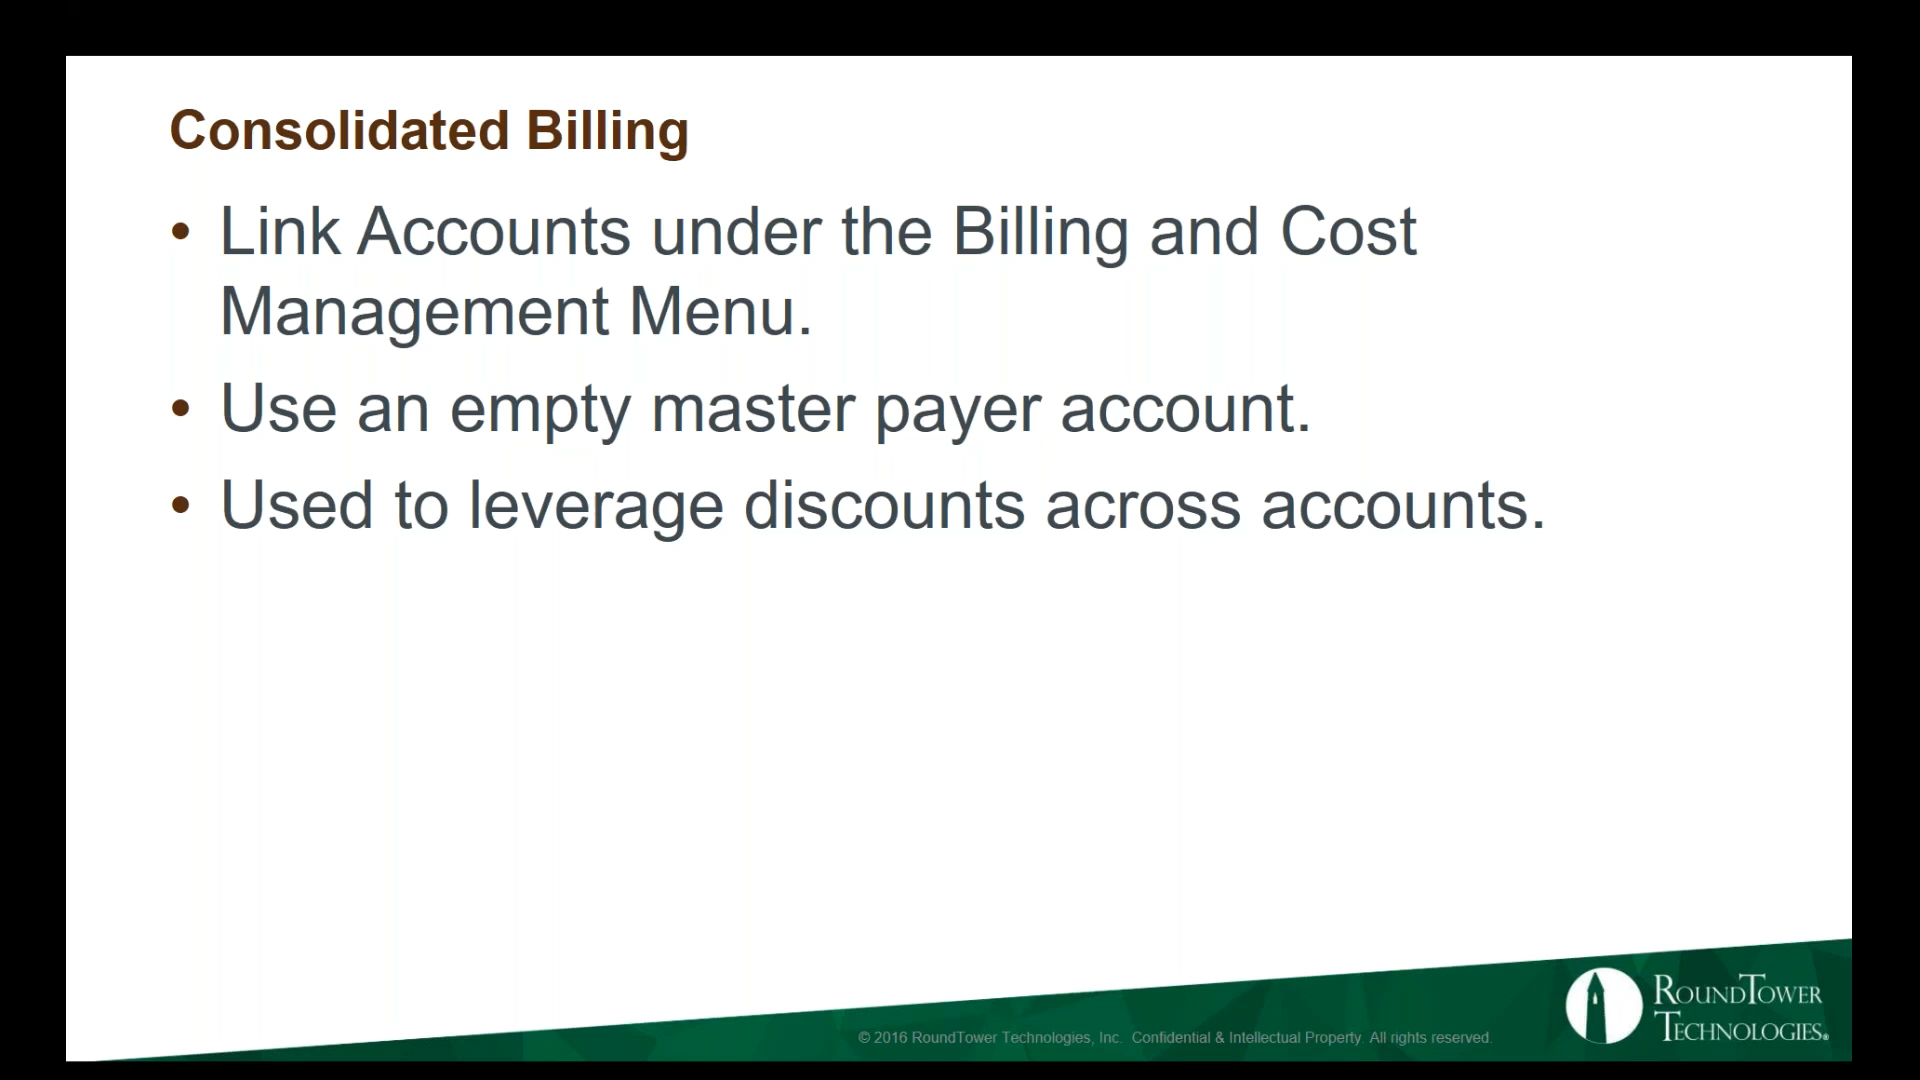 Consolidated Billing
• Link Accounts under the Billing and Cost
Management Menu.
• Use an empty master payer account.
• Used to leverage discounts across accounts.
© 2016 RoundTower Technologies, Inc. Confidential & Intellectual Property. All rights reserved.
ROUNDTOWER
TECHNOLOGIES®